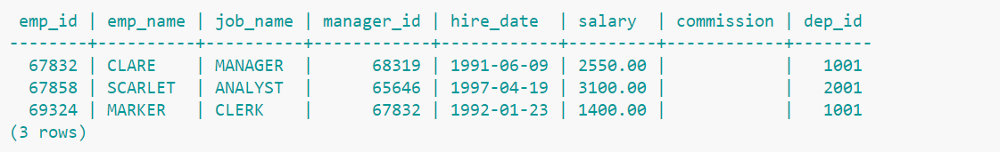 emp_id | emp_name | job_name | manager_id | hire_date  | salary  | commission | dep_id
--------+----------+----------+------------+------------+---------+------------+--------
  67832 | CLARE    | MANAGER  |      68319 | 1991-06-09 | 2550.00 |            |   1001
  67858 | SCARLET  | ANALYST  |      65646 | 1997-04-19 | 3100.00 |            |   2001
  69324 | MARKER   | CLERK    |      67832 | 1992-01-23 | 1400.00 |            |   1001
(3 rows)